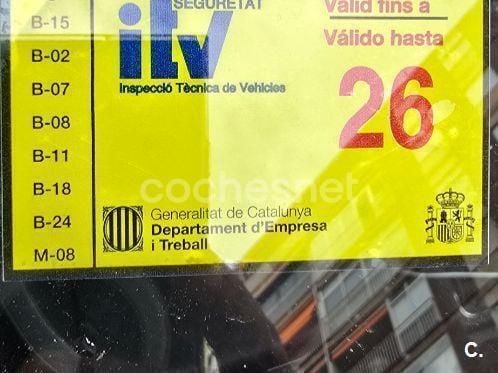 SEGURETAT
Vàlid fins a
Válido hasta
26
itv
Inspecció Tècnica de Vehicles
B-15
B-02
B-07
B-08
B-11
B-18
B-24
M-08
coches.net
Generalitat de Catalunya
Departament d'Empresa
i Treball
C.